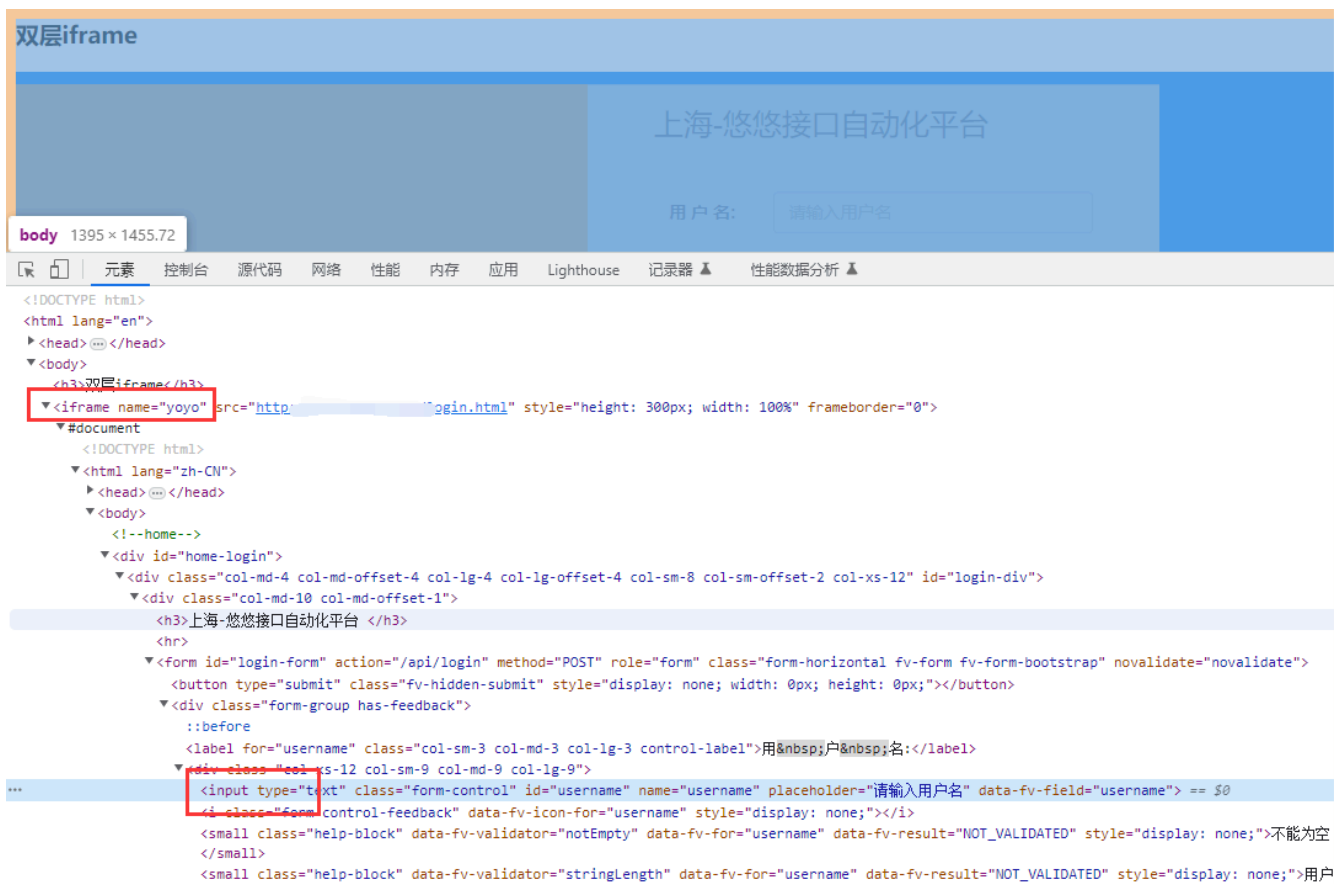 双层iframe
上海-悠悠接口自动化平台
用 户 名:
请输入用户名
body 1395 × 1455.72
元素 控制台 源代码 网络 性能 内存 应用 Lighthouse 记录器 性能数据分析
<!DOCTYPE html>
<html lang="en">
<head> </head>
<body>
<h3>双层iframe</h3>
<iframe name="yoyo" src="http login.html" style="height: 300px; width: 100%" frameborder="0">
#document
<!DOCTYPE html>
<html lang="zh-CN">
<head> </head>
<body>
<!--home-->
<div id="home-login">
<div class="col-md-4 col-md-offset-4 col-lg-4 col-lg-offset-4 col-sm-8 col-sm-offset-2 col-xs-12" id="login-div">
<div class="col-md-10 col-md-offset-1">
<h3>上海-悠悠接口自动化平台 </h3>
<hr>
<form id="login-form" action="/api/login" method="POST" role="form" class="form-horizontal fv-form fv-form-bootstrap" novalidate="novalidate">
<button type="submit" class="fv-hidden-submit" style="display: none; width: 0px; height: 0px;"></button>
<div class="form-group has-feedback">
::before
<label for="username" class="col-sm-3 col-md-3 col-lg-3 control-label">用&nbsp;户&nbsp;名:</label>
<div class="col-xs-12 col-sm-9 col-md-9 col-lg-9">
<input type="text" class="form-control" id="username" name="username" placeholder="请输入用户名" data-fv-field="username"> == $0
<i class="form-control-feedback" data-fv-icon-for="username" style="display: none;"></i>
<small class="help-block" data-fv-validator="notEmpty" data-fv-for="username" data-fv-result="NOT_VALIDATED" style="display: none;">不能为空
</small>
<small class="help-block" data-fv-validator="stringLength" data-fv-for="username" data-fv-result="NOT_VALIDATED" style="display: none;">用户